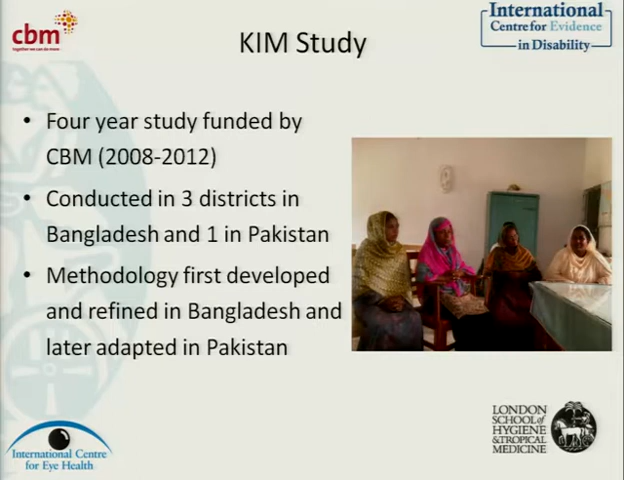 cbm
together we can do more
International
Centre for Evidence
in Disability
KIM Study
• Four year study funded by
CBM (2008-2012)
• Conducted in 3 districts in
Bangladesh and 1 in Pakistan
• Methodology first developed
and refined in Bangladesh and
later adapted in Pakistan
International Centre
for Eye Health
LONDON
SCHOOL of
HYGIENE
& TROPICAL
MEDICINE